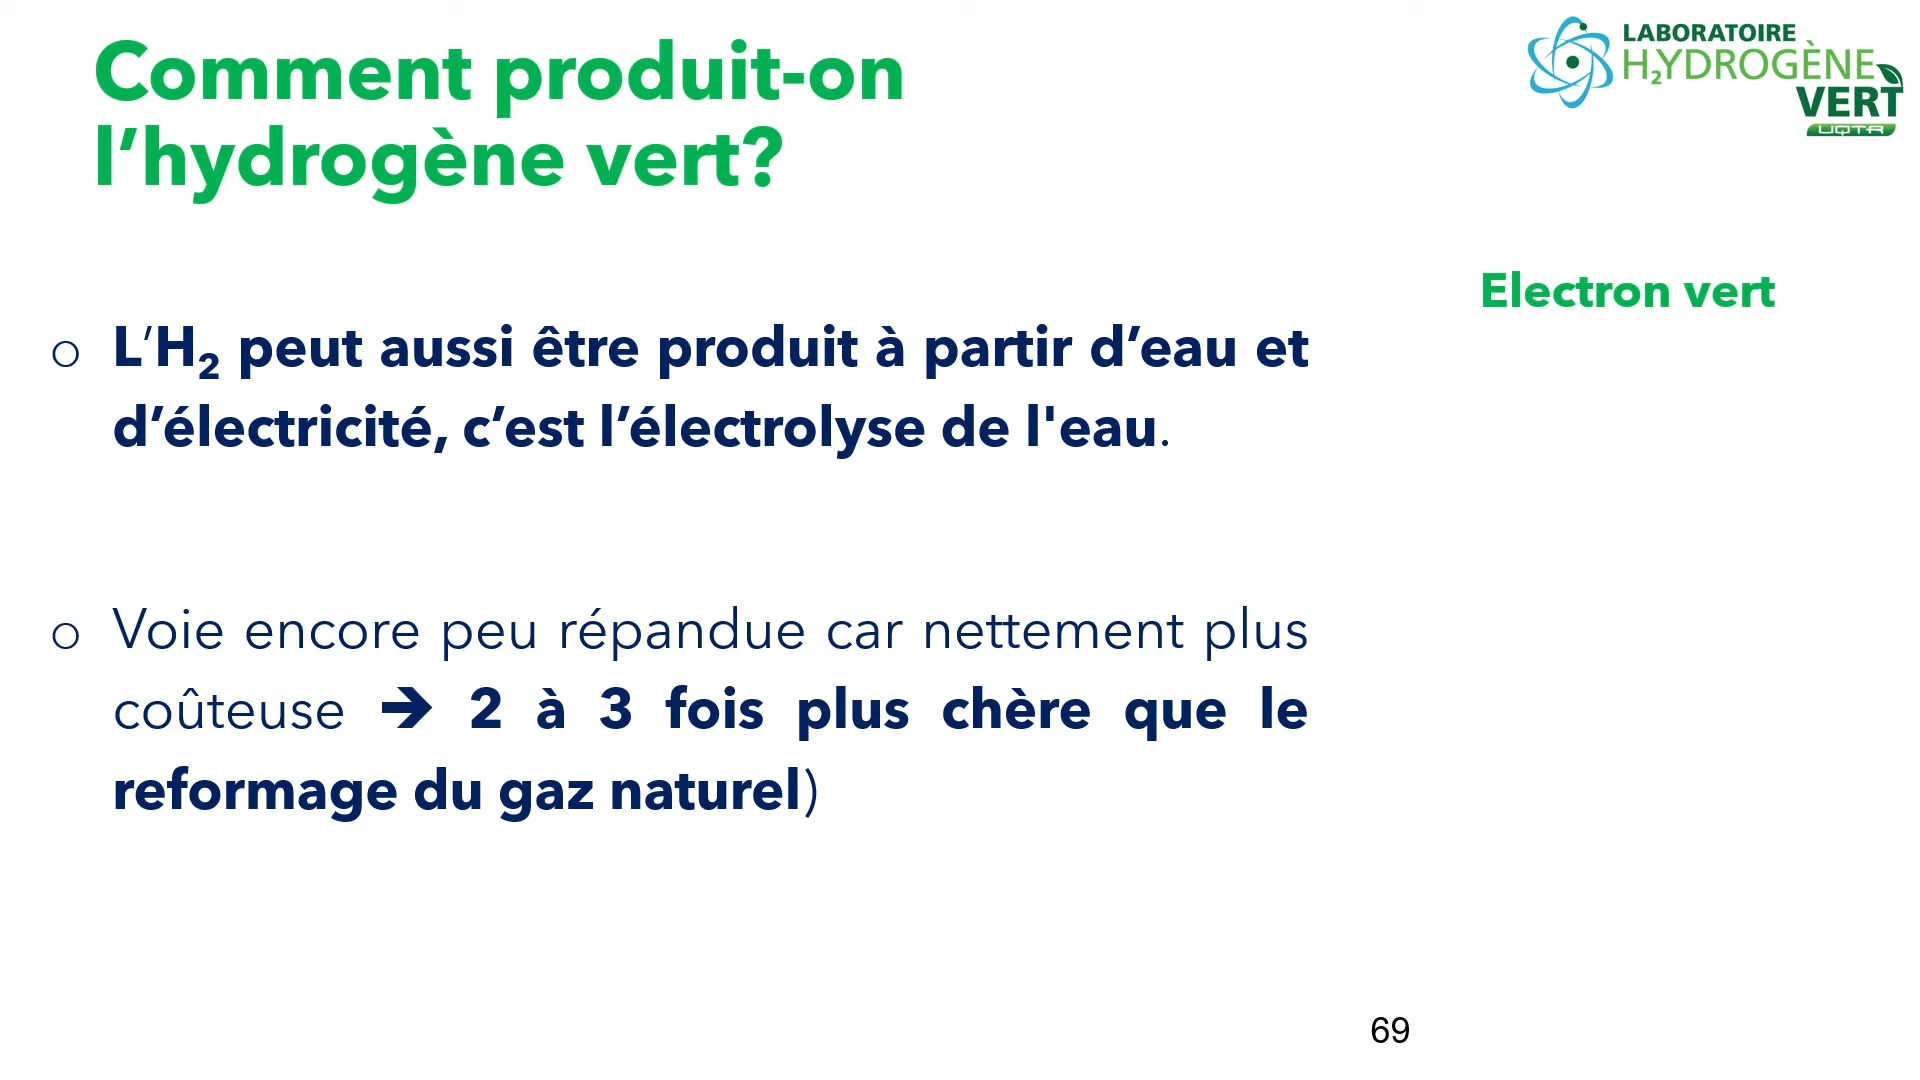 Comment produit-on
l’hydrogène vert?
LABORATOIRE
H₂YDROGÈNE
VERT
UQTR
Electron vert
o L’H₂ peut aussi être produit à partir d’eau et
d’électricité, c’est l’électrolyse de l'eau.
o Voie encore peu répandue car nettement plus
coûteuse ➔ 2 à 3 fois plus chère que le
reformage du gaz naturel)
69